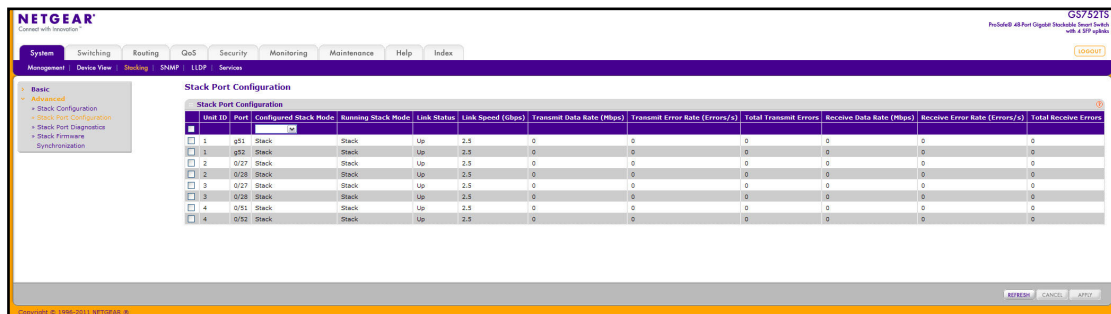 NETGEAR®
Connect with Innovation™
GS752TS
ProSafe® 48-Port Gigabit Stackable Smart Switch
with 4 SFP uplinks
System Switching Routing QoS Security Monitoring Maintenance Help Index
LOGOUT
Management | Device View | Stacking | SNMP | LLDP | Services
Basic
Advanced
» Stack Configuration
» Stack Port Configuration
» Stack Port Diagnostics
» Stack Firmware
Synchronization
Stack Port Configuration
Stack Port Configuration
Unit ID Port Configured Stack Mode Running Stack Mode Link Status Link Speed (Gbps) Transmit Data Rate (Mbps) Transmit Error Rate (Errors/s) Total Transmit Errors Receive Data Rate (Mbps) Receive Error Rate (Errors/s) Total Receive Errors
1 g51 Stack Stack Up 2.5 0 0 0 0 0 0
1 g52 Stack Stack Up 2.5 0 0 0 0 0 0
2 0/27 Stack Stack Up 2.5 0 0 0 0 0 0
2 0/28 Stack Stack Up 2.5 0 0 0 0 0 0
3 0/27 Stack Stack Up 2.5 0 0 0 0 0 0
3 0/28 Stack Stack Up 2.5 0 0 0 0 0 0
4 0/51 Stack Stack Up 2.5 0 0 0 0 0 0
4 0/52 Stack Stack Up 2.5 0 0 0 0 0 0
REFRESH CANCEL APPLY
Copyright © 1996-2011 NETGEAR ®